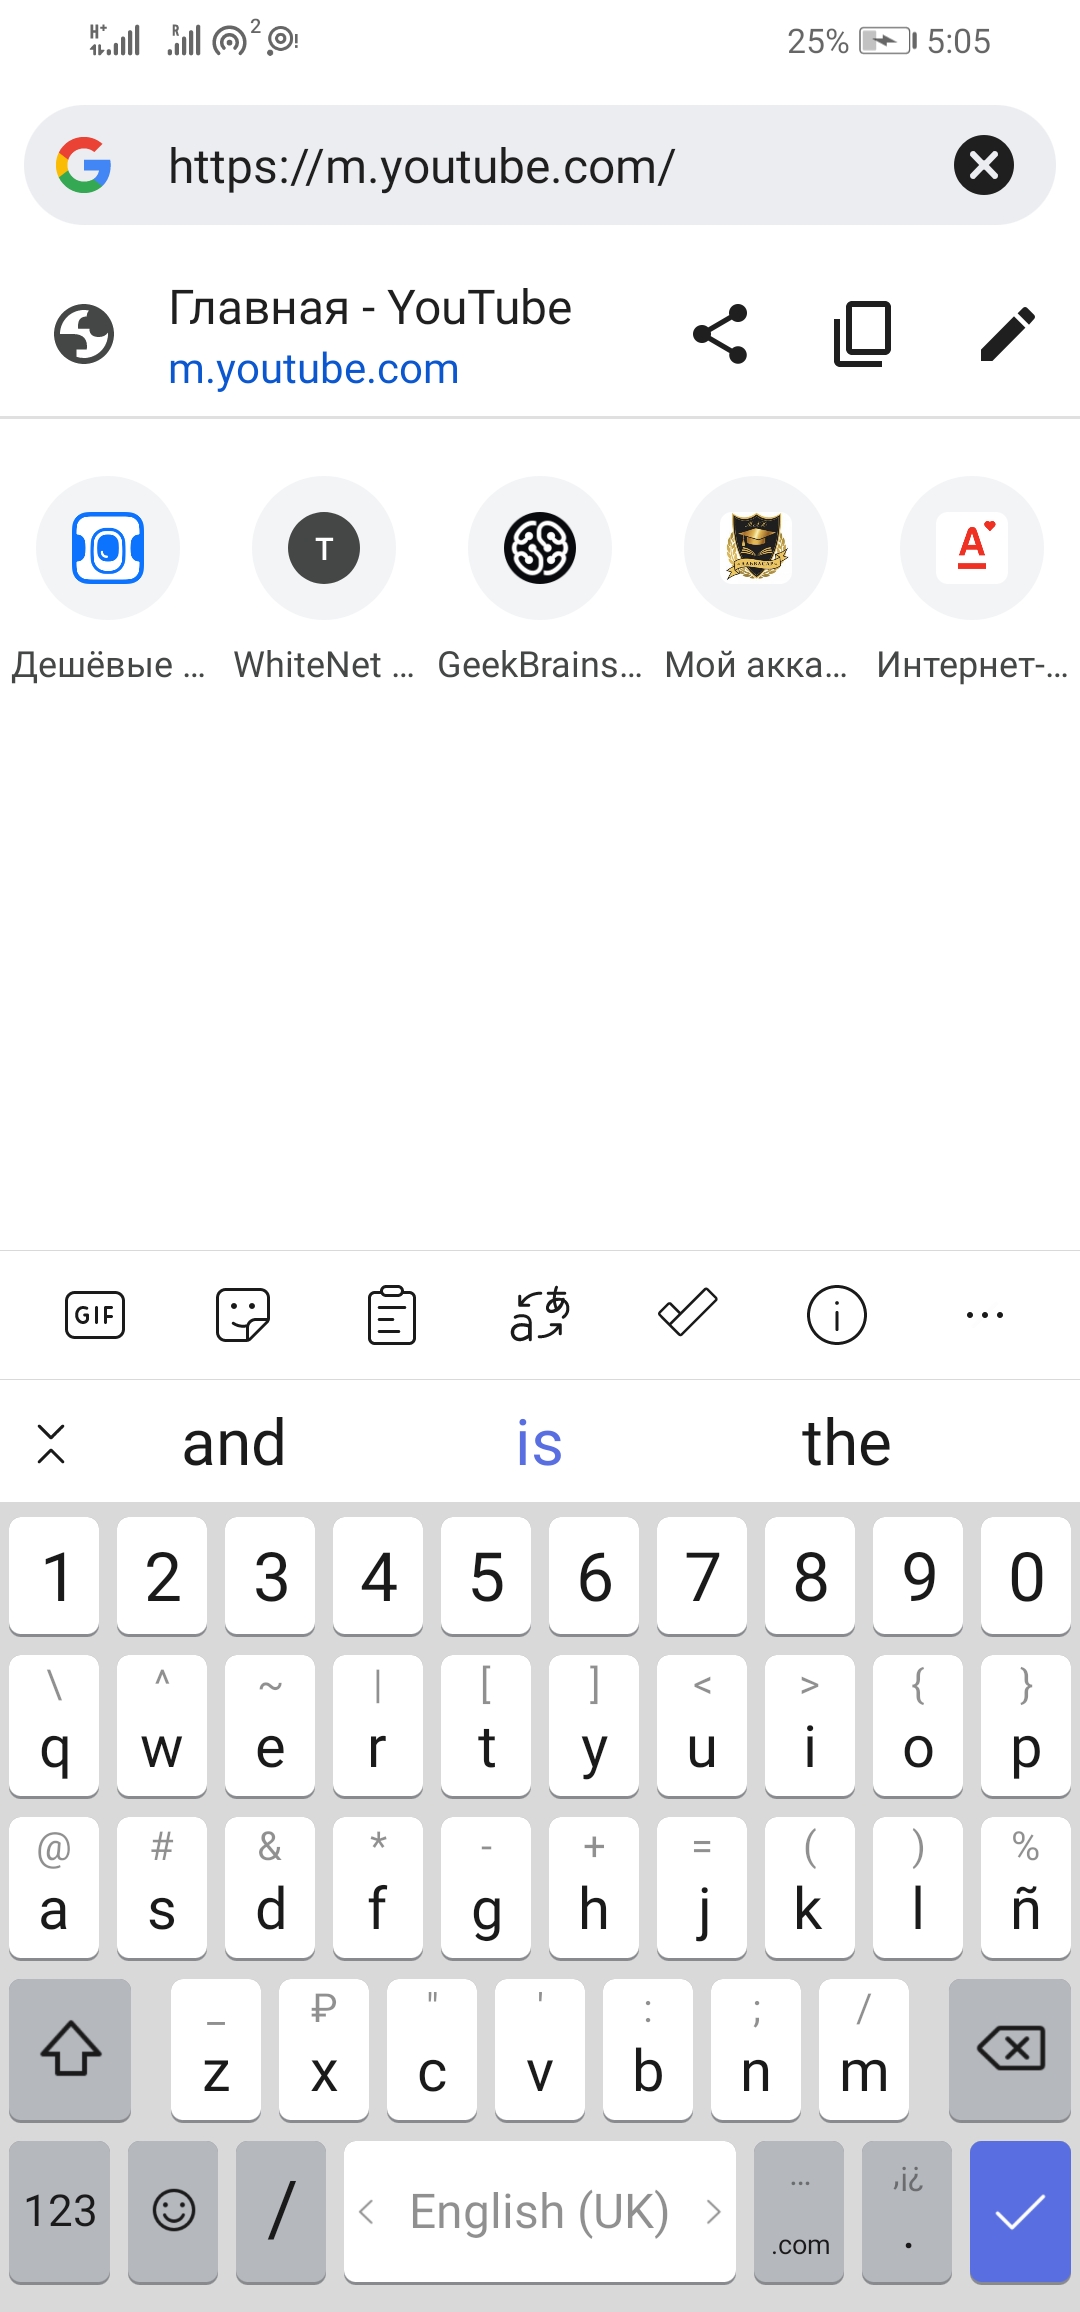 H+ R 2 25% 5:05
https://m.youtube.com/
Главная - YouTube
m.youtube.com
T A
Дешёвые ... WhiteNet ... GeekBrains... Мой акка... Интернет-...
GIF
and is the
1 2 3 4 5 6 7 8 9 0
\ ^ ~ | [ ] < > { }
q w e r t y u i o p
@ # & * - + = ( ) %
a s d f g h j k l ñ
_ ₽ " ' : ; /
z x c v b n m
123 / < English (UK) > ... .com ,¡¿ .